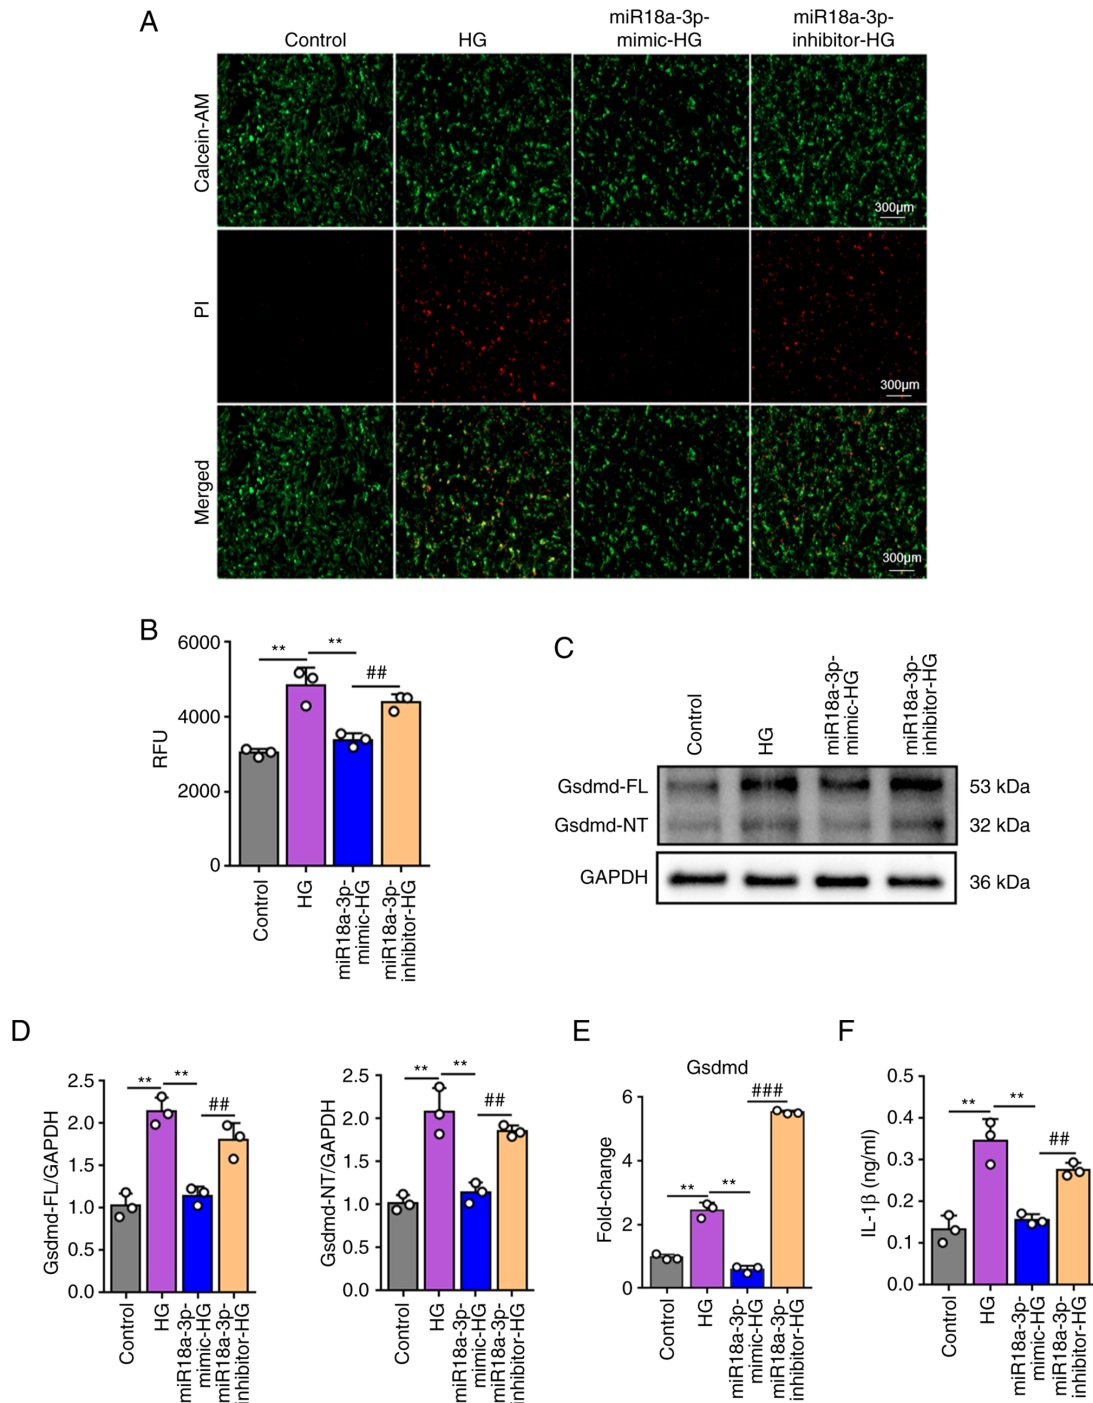 A
Control
HG
miR18a-3p-
mimic-HG
miR18a-3p-
inhibitor-HG
Calcein-AM
300µm
PI
300µm
Merged
300µm
B
6000
4000
2000
0
RFU
**
**
##
Control
HG
miR18a-3p-
mimic-HG
miR18a-3p-
inhibitor-HG
C
Control
HG
miR18a-3p-
mimic-HG
miR18a-3p-
inhibitor-HG
Gsdmd-FL
53 kDa
Gsdmd-NT
32 kDa
GAPDH
36 kDa
D
Gsdmd-FL/GAPDH
2.5
2.0
1.5
1.0
0.5
0.0
**
**
##
Control
HG
miR18a-3p-
mimic-HG
miR18a-3p-
inhibitor-HG
Gsdmd-NT/GAPDH
2.5
2.0
1.5
1.0
0.5
0.0
**
**
##
Control
HG
miR18a-3p-
mimic-HG
miR18a-3p-
inhibitor-HG
E
Gsdmd
Fold-change
6
4
2
0
**
**
###
Control
HG
miR18a-3p-
mimic-HG
miR18a-3p-
inhibitor-HG
F
IL-1β (ng/ml)
0.5
0.4
0.3
0.2
0.1
0.0
**
**
##
Control
HG
miR18a-3p-
mimic-HG
miR18a-3p-
inhibitor-HG